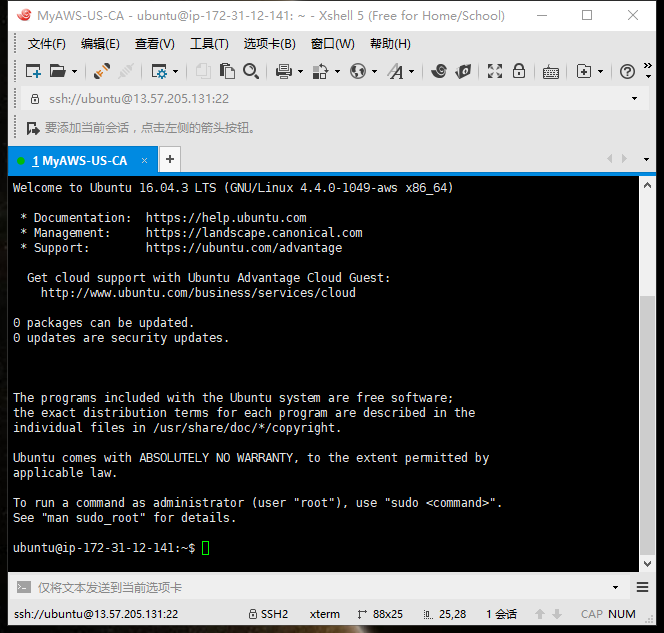 MyAWS-US-CA - ubuntu@ip-172-31-12-141: ~ - Xshell 5 (Free for Home/School)
文件(F) 编辑(E) 查看(V) 工具(T) 选项卡(B) 窗口(W) 帮助(H)
ssh://ubuntu@13.57.205.131:22
要添加当前会话，点击左侧的箭头按钮。
1 MyAWS-US-CA
Welcome to Ubuntu 16.04.3 LTS (GNU/Linux 4.4.0-1049-aws x86_64)
* Documentation:  https://help.ubuntu.com
* Management:     https://landscape.canonical.com
* Support:        https://ubuntu.com/advantage
Get cloud support with Ubuntu Advantage Cloud Guest:
http://www.ubuntu.com/business/services/cloud
0 packages can be updated.
0 updates are security updates.
The programs included with the Ubuntu system are free software;
the exact distribution terms for each program are described in the
individual files in /usr/share/doc/*/copyright.
Ubuntu comes with ABSOLUTELY NO WARRANTY, to the extent permitted by
applicable law.
To run a command as administrator (user "root"), use "sudo <command>".
See "man sudo_root" for details.
ubuntu@ip-172-31-12-141:~$
仅将文本发送到当前选项卡
ssh://ubuntu@13.57.205.131:22 SSH2 xterm 88x25 25,28 1 会话 CAP NUM